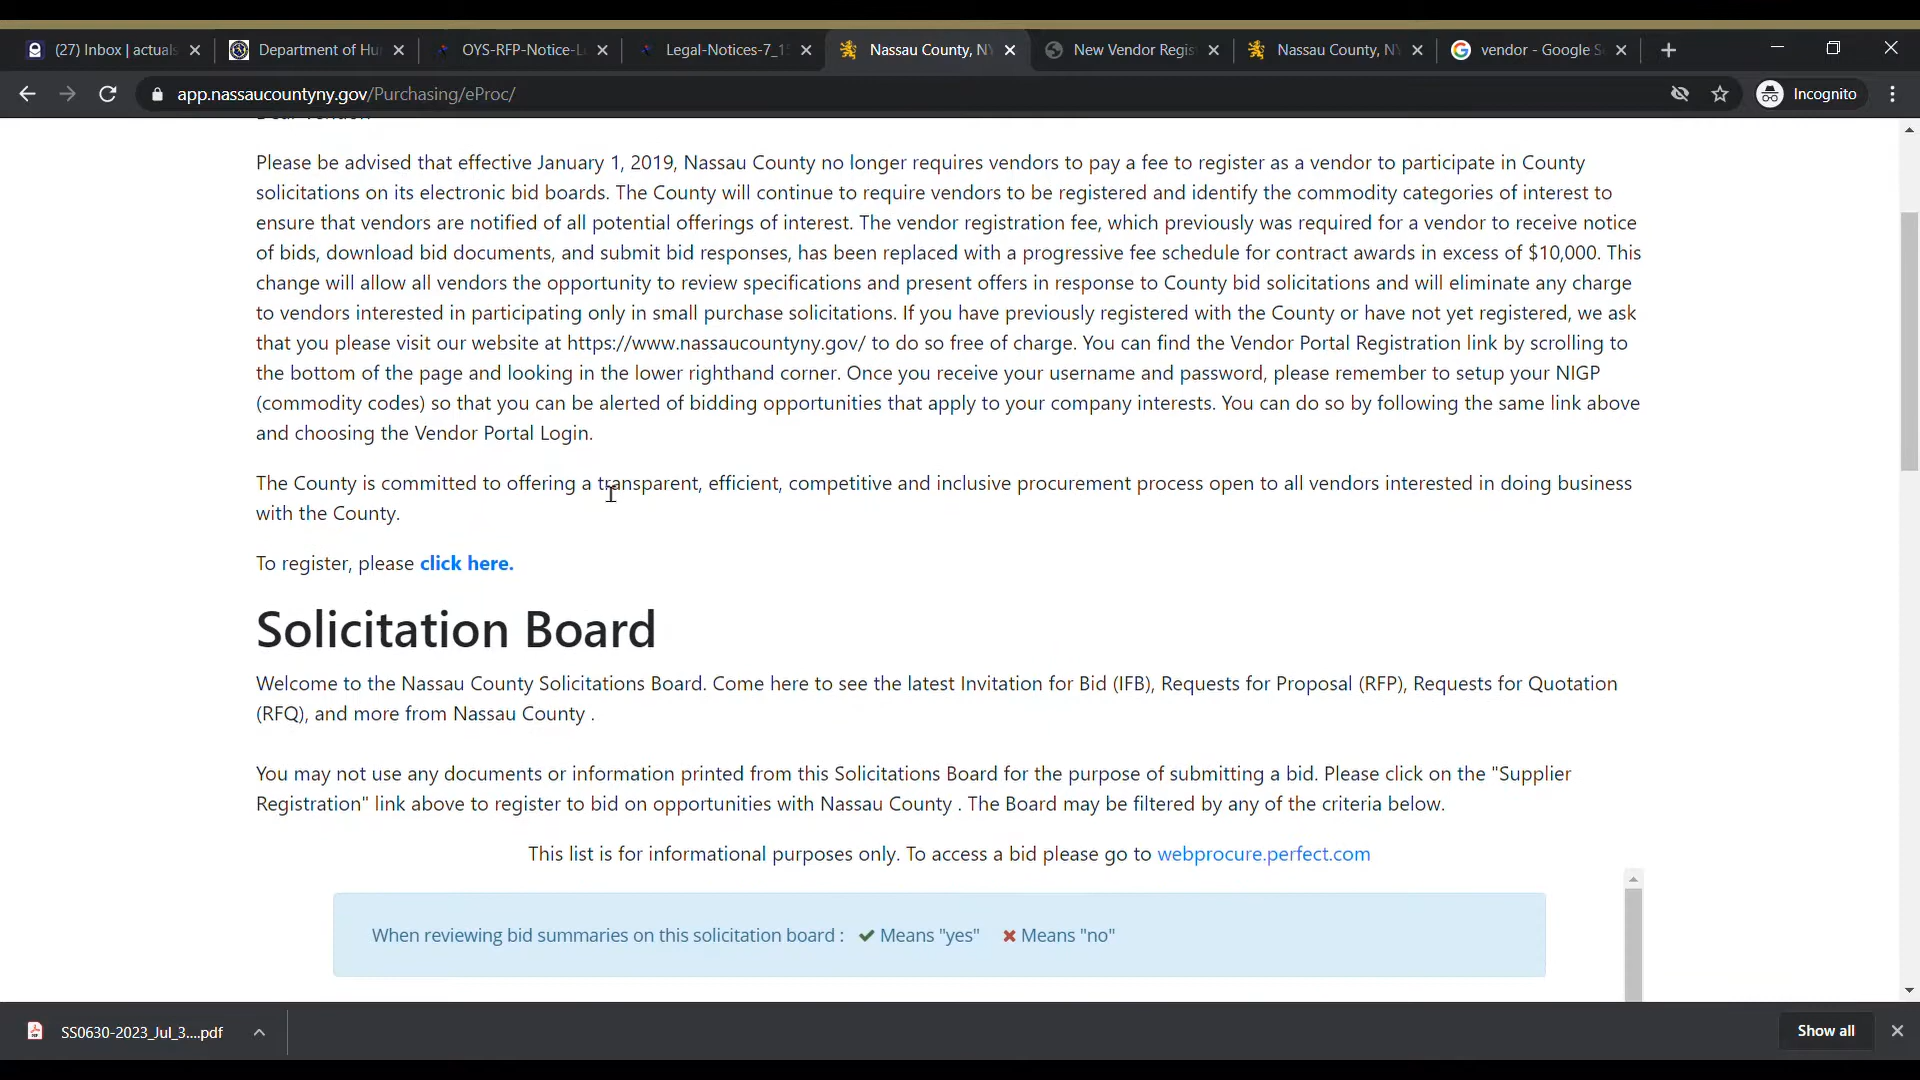 (27) Inbox | actuals
Department of Hu
OYS-RFP-Notice-L
Legal-Notices-7_1
Nassau County, NY
New Vendor Regis
Nassau County, NY
vendor - Google S
app.nassaucountyny.gov/Purchasing/eProc/
Incognito
Please be advised that effective January 1, 2019, Nassau County no longer requires vendors to pay a fee to register as a vendor to participate in County
solicitations on its electronic bid boards. The County will continue to require vendors to be registered and identify the commodity categories of interest to
ensure that vendors are notified of all potential offerings of interest. The vendor registration fee, which previously was required for a vendor to receive notice
of bids, download bid documents, and submit bid responses, has been replaced with a progressive fee schedule for contract awards in excess of $10,000. This
change will allow all vendors the opportunity to review specifications and present offers in response to County bid solicitations and will eliminate any charge
to vendors interested in participating only in small purchase solicitations. If you have previously registered with the County or have not yet registered, we ask
that you please visit our website at https://www.nassaucountyny.gov/ to do so free of charge. You can find the Vendor Portal Registration link by scrolling to
the bottom of the page and looking in the lower righthand corner. Once you receive your username and password, please remember to setup your NIGP
(commodity codes) so that you can be alerted of bidding opportunities that apply to your company interests. You can do so by following the same link above
and choosing the Vendor Portal Login.
The County is committed to offering a transparent, efficient, competitive and inclusive procurement process open to all vendors interested in doing business
with the County.
To register, please click here.
Solicitation Board
Welcome to the Nassau County Solicitations Board. Come here to see the latest Invitation for Bid (IFB), Requests for Proposal (RFP), Requests for Quotation
(RFQ), and more from Nassau County .
You may not use any documents or information printed from this Solicitations Board for the purpose of submitting a bid. Please click on the "Supplier
Registration" link above to register to bid on opportunities with Nassau County . The Board may be filtered by any of the criteria below.
This list is for informational purposes only. To access a bid please go to webprocure.perfect.com
When reviewing bid summaries on this solicitation board : ✔ Means "yes" ✖ Means "no"
SS0630-2023_Jul_3....pdf
Show all